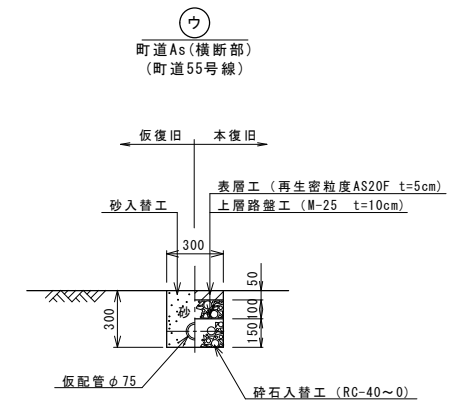 ウ
町道As(横断部)
(町道55号線)
仮復旧 本復旧
表層工 (再生密粒度AS20F t=5cm)
砂入替工 上層路盤工 (M-25 t=10cm)
300
50
砂
300
100
150
仮配管φ75
砕石入替工 (RC-40~0)